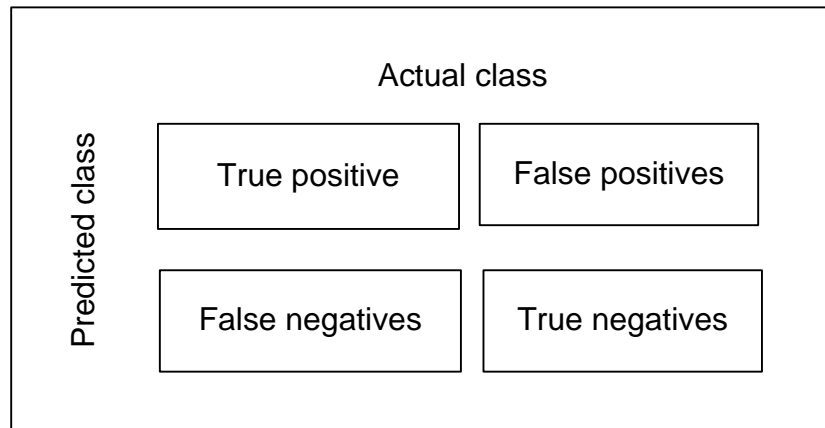 Actual class
Predicted class
True positive
False positives
False negatives
True negatives